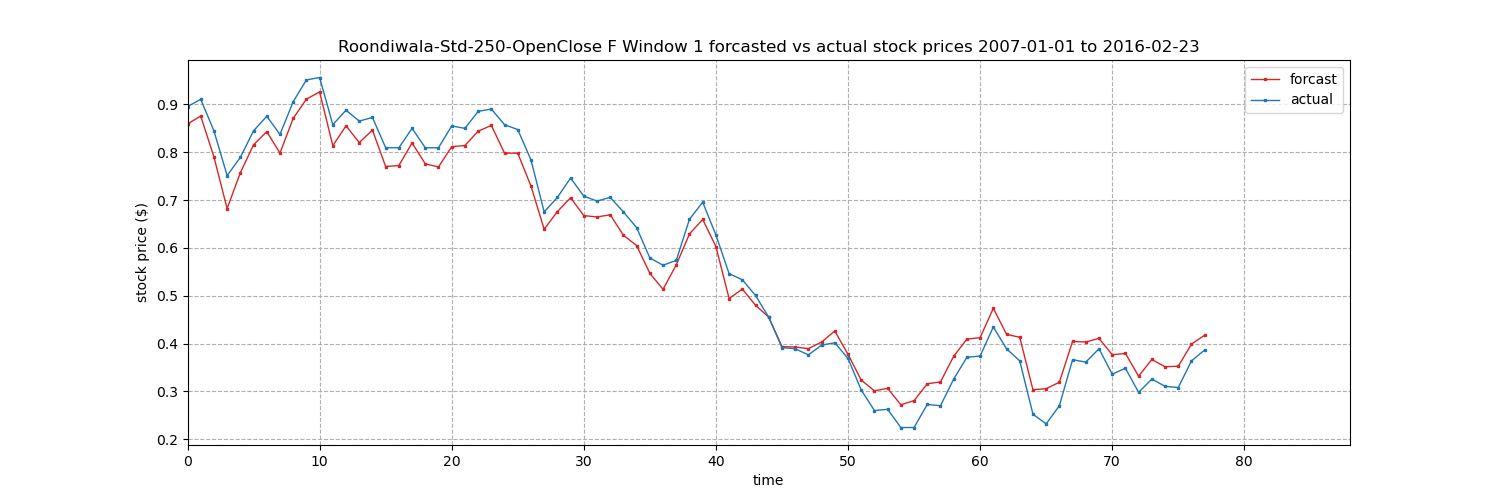 Roondiwala-Std-250-OpenClose F Window 1 forcasted vs actual stock prices 2007-01-01 to 2016-02-23
forcast
actual
stock price ($)
0.9
0.8
0.7
0.6
0.5
0.4
0.3
0.2
0 10 20 30 40 50 60 70 80
time